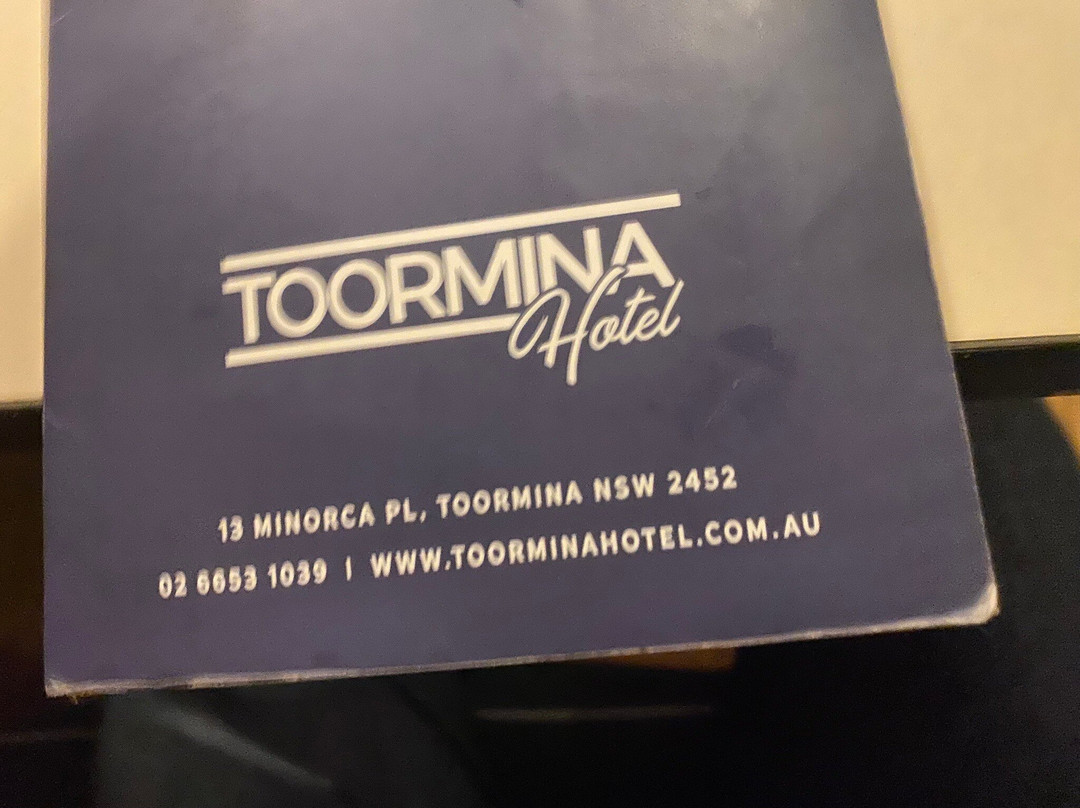 TOORMINA
Hotel
13 MINORCA PL, TOORMINA NSW 2452
02 6653 1039 | WWW.TOORMINAHOTEL.COM.AU